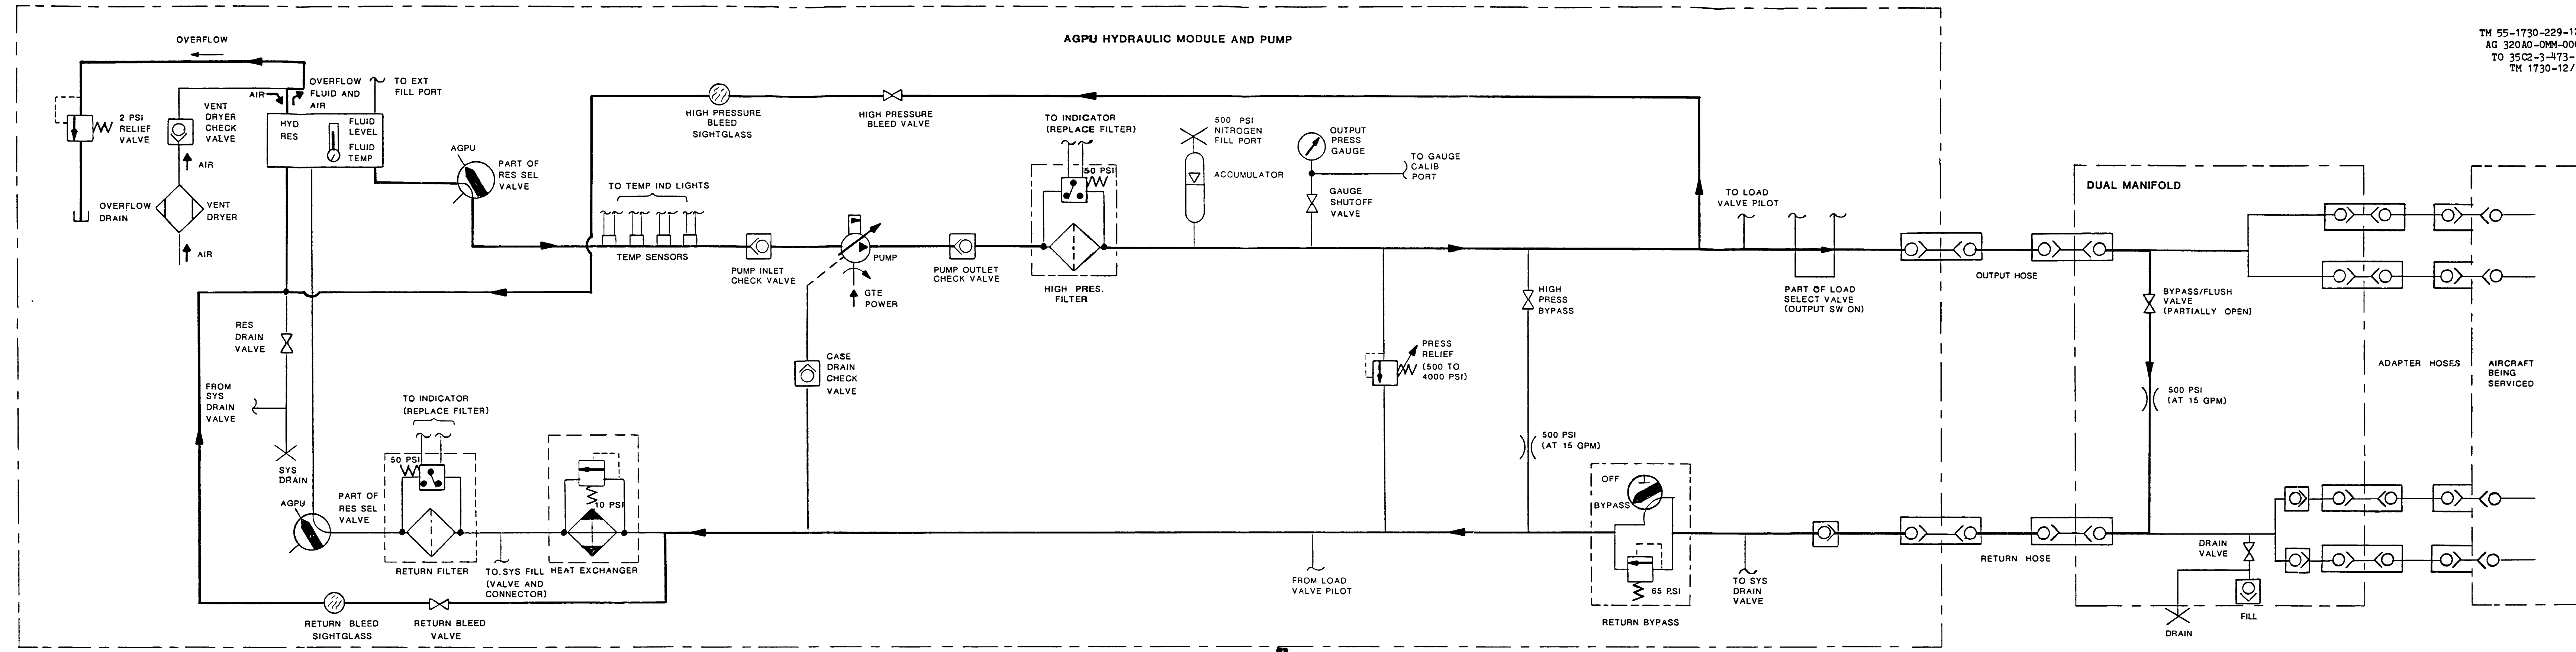 AGPU HYDRAULIC MODULE AND PUMP
TM 55-1730-229-12
AG 320A0-OMM-000
TO 35C2-3-473-
TM 1730-12/
OVERFLOW
2 PSI
RELIEF
VALVE
VENT
DRYER
CHECK
VALVE
AIR
OVERFLOW
FLUID AND
AIR
TO EXT
FILL PORT
HYD
RES
FLUID
LEVEL
FLUID
TEMP
AIR
OVERFLOW
DRAIN
VENT
DRYER
AIR
AGPU
PART OF
RES SEL
VALVE
TO TEMP IND LIGHTS
TEMP SENSORS
HIGH PRESSURE
BLEED
SIGHTGLASS
HIGH PRESSURE
BLEED VALVE
PUMP INLET
CHECK VALVE
PUMP
GTE
POWER
PUMP OUTLET
CHECK VALVE
TO INDICATOR
(REPLACE FILTER)
50 PSI
HIGH PRES.
FILTER
500 PSI
NITROGEN
FILL PORT
ACCUMULATOR
OUTPUT
PRESS
GAUGE
TO GAUGE
CALIB
PORT
GAUGE
SHUTOFF
VALVE
TO LOAD
VALVE PILOT
PART OF LOAD
SELECT VALVE
(OUTPUT SW ON)
OUTPUT HOSE
DUAL MANIFOLD
BYPASS/FLUSH
VALVE
(PARTIALLY OPEN)
500 PSI
(AT 15 GPM)
ADAPTER HOSES
AIRCRAFT
BEING
SERVICED
HIGH
PRESS
BYPASS
PRESS
RELIEF
(500 TO
4000 PSI)
500 PSI
(AT 15 GPM)
CASE
DRAIN
CHECK
VALVE
RES
DRAIN
VALVE
FROM
SYS
DRAIN
VALVE
SYS
DRAIN
AGPU
PART OF
RES SEL
VALVE
TO INDICATOR
(REPLACE FILTER)
50 PSI
RETURN FILTER
TO SYS FILL
(VALVE AND
CONNECTOR)
10 PSI
HEAT EXCHANGER
RETURN BLEED
SIGHTGLASS
RETURN BLEED
VALVE
FROM LOAD
VALVE PILOT
OFF
BYPASS
65 PSI
RETURN BYPASS
TO SYS
DRAIN
VALVE
RETURN HOSE
DRAIN
VALVE
DRAIN
FILL